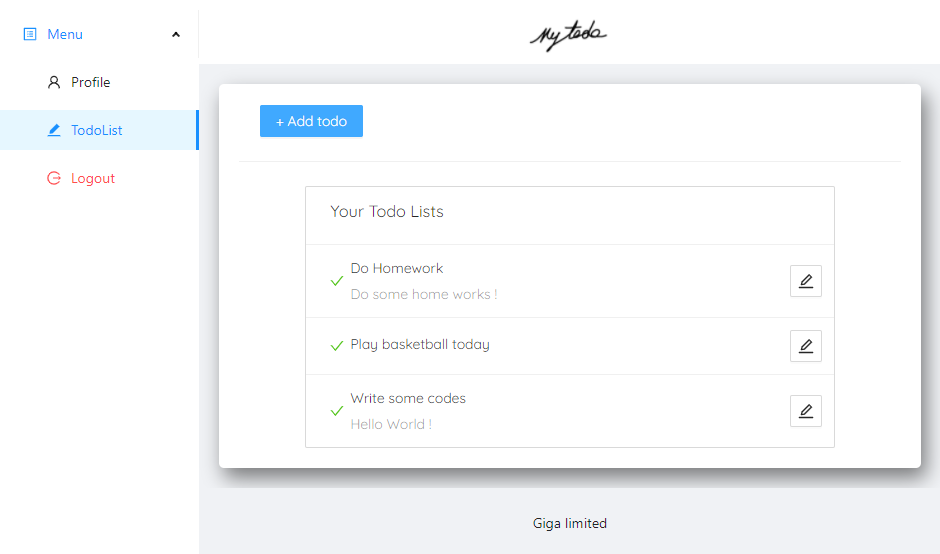 Menu
Profile
TodoList
Logout
My todo
+ Add todo
Your Todo Lists
Do Homework
Do some home works !
Play basketball today
Write some codes
Hello World !
Giga limited